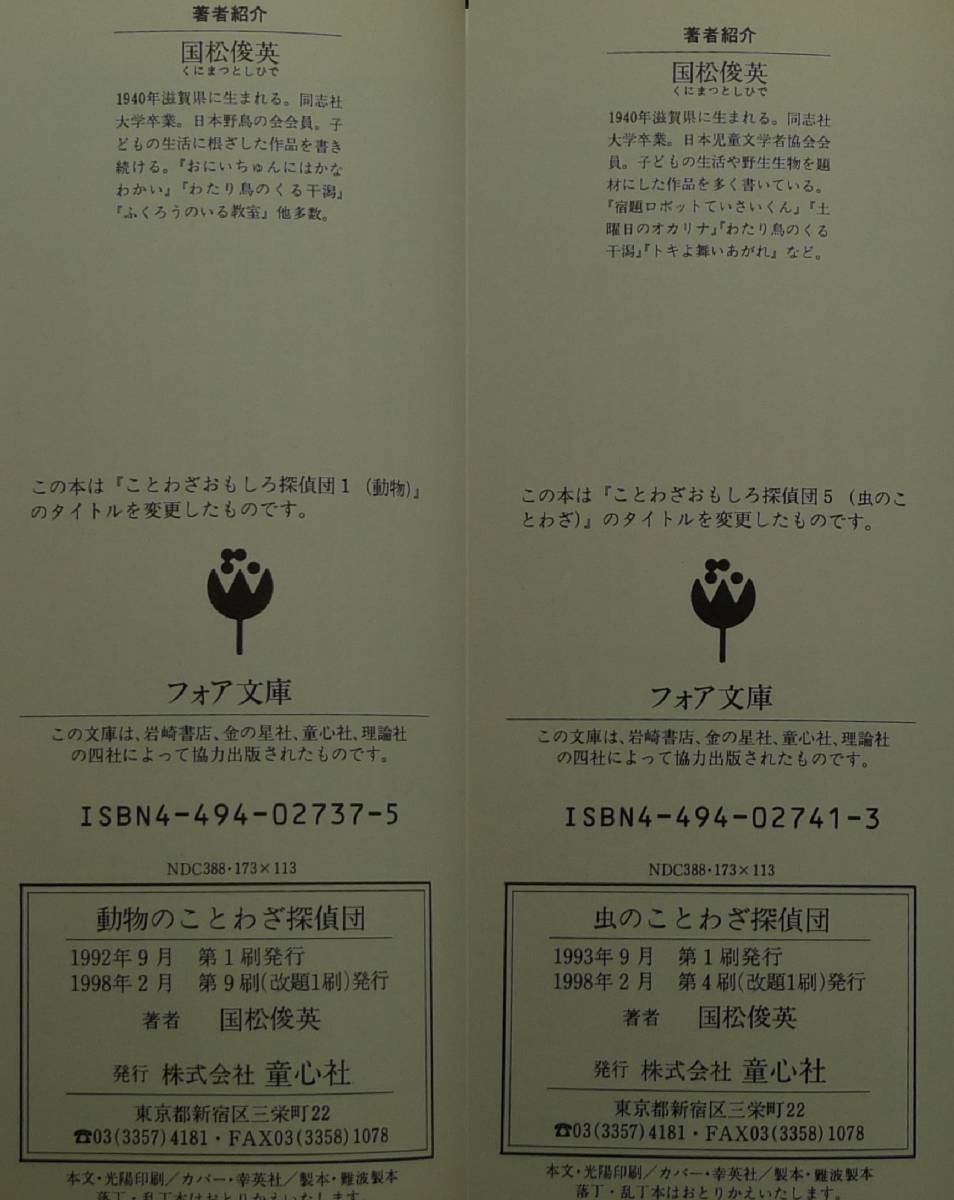 著者紹介
国松俊英
くにまつとしひで
1940年滋賀県に生まれる。同志社
大学卒業。日本野鳥の会会員。子
どもの生活に根ざした作品を書き
続ける。『おにいちゅんにはかな
わかい』『わたり鳥のくる干潟』
『ふくろうのいる教室』他多数。
この本は『ことわざおもしろ探偵団1(動物)』
のタイトルを変更したものです。
フォア文庫
この文庫は、岩崎書店、金の星社、童心社、理論社
の四社によって協力出版されたものです。
ISBN4-494-02737-5
NDC388・173×113
動物のことわざ探偵団
1992年9月 第1刷発行
1998年2月 第9刷(改題1刷)発行
著者 国松俊英
発行 株式会社 童心社
東京都新宿区三栄町22
☎03(3357)4181・FAX03(3358)1078
本文・光陽印刷/カバー・幸英社/製本・難波製本
落丁・乱丁本はおとりかえいたします。
著者紹介
国松俊英
くにまつとしひで
1940年滋賀県に生まれる。同志社
大学卒業。日本児童文学者協会会
員。子どもの生活や野生生物を題
材にした作品を多く書いている。
『宿題ロボットていさいくん』『土
曜日のオカリナ』『わたり鳥のくる
干潟』『トキよ舞いあがれ』など。
この本は『ことわざおもしろ探偵団5(虫のこ
とわざ)』のタイトルを変更したものです。
フォア文庫
この文庫は、岩崎書店、金の星社、童心社、理論社
の四社によって協力出版されたものです。
ISBN4-494-02741-3
NDC388・173×113
虫のことわざ探偵団
1993年9月 第1刷発行
1998年2月 第4刷(改題1刷)発行
著者 国松俊英
発行 株式会社 童心社
東京都新宿区三栄町22
☎03(3357)4181・FAX03(3358)1078
本文・光陽印刷/カバー・幸英社/製本・難波製本
落丁・乱丁本はおとりかえいたします。